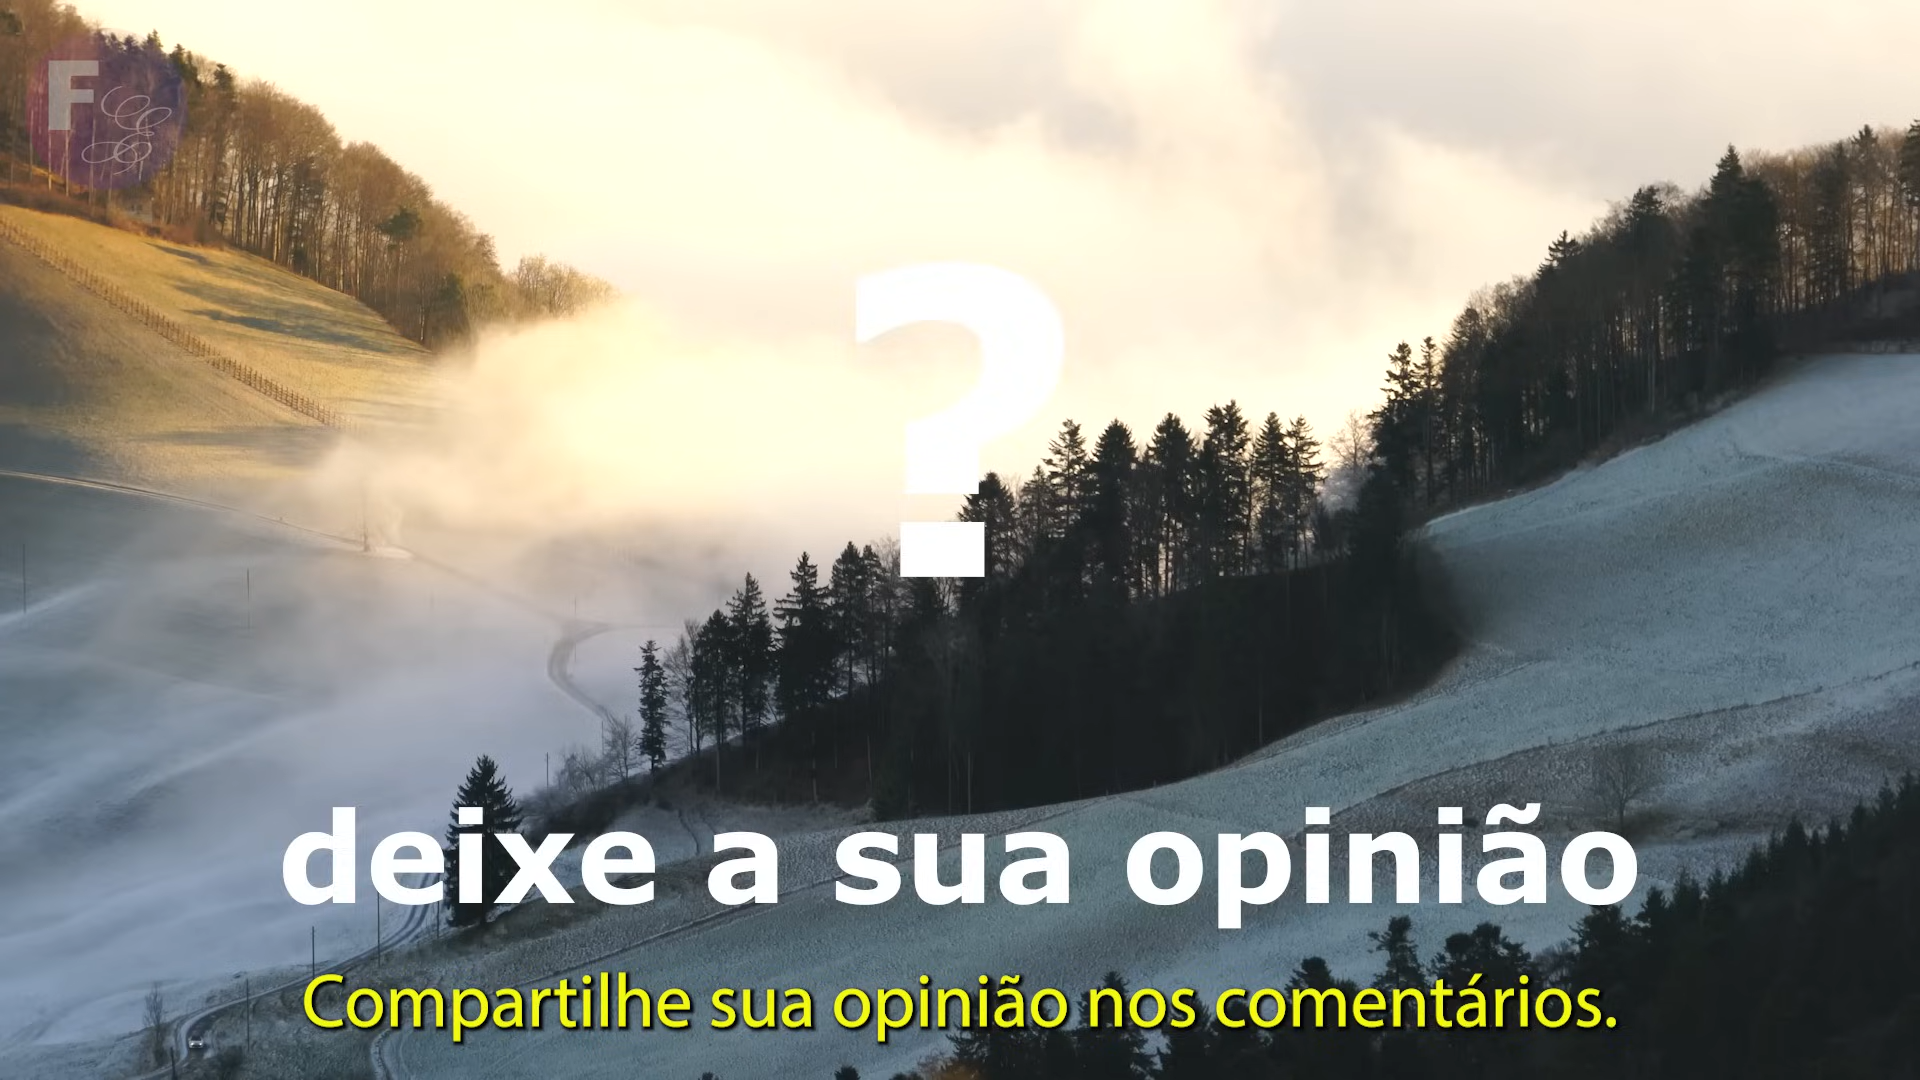 F E
?
deixe a sua opinião
Compartilhe sua opinião nos comentários.